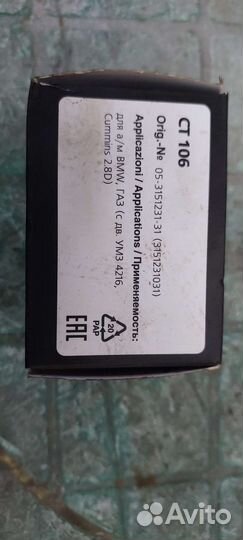 CT 106
Orig.-№ 05-3151231-31 (3151231031)
Applicazioni / Applications / Применяемость:
для а/м BMW, ГАЗ (с дв. УМЗ 4216,
Cummins 2.8D)
EAC
20
PAP
Avito